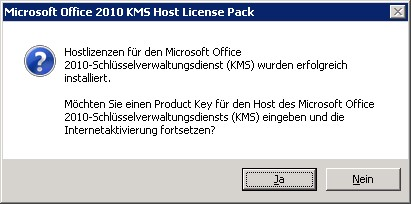 Microsoft Office 2010 KMS Host License Pack
Hostlizenzen für den Microsoft Office
2010-Schlüsselverwaltungsdienst (KMS) wurden erfolgreich
installiert.
Möchten Sie einen Product Key für den Host des Microsoft Office
2010-Schlüsselverwaltungsdiensts (KMS) eingeben und die
Internetaktivierung fortsetzen?
Ja
Nein